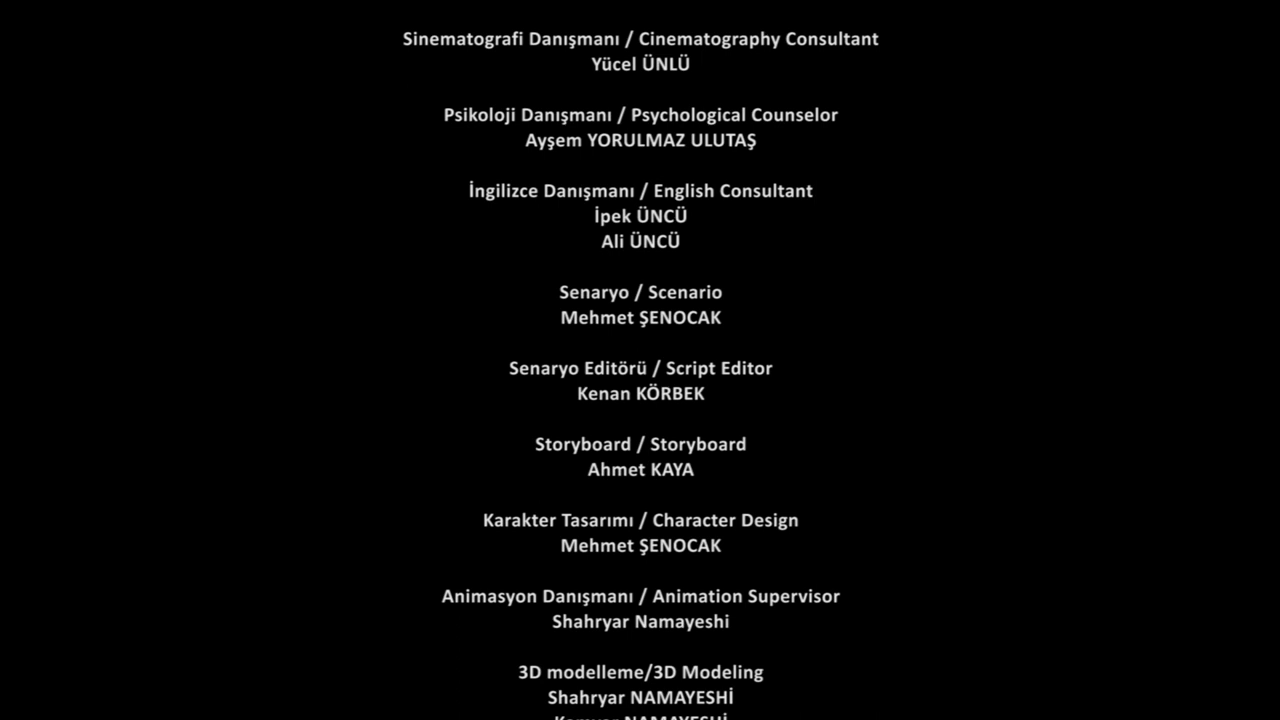 Sinematografi Danışmanı / Cinematography Consultant
Yücel ÜNLÜ
Psikoloji Danışmanı / Psychological Counselor
Ayşem YORULMAZ ULUTAŞ
İngilizce Danışmanı / English Consultant
İpek ÜNCÜ
Ali ÜNCÜ
Senaryo / Scenario
Mehmet ŞENOCAK
Senaryo Editörü / Script Editor
Kenan KÖRBEK
Storyboard / Storyboard
Ahmet KAYA
Karakter Tasarımı / Character Design
Mehmet ŞENOCAK
Animasyon Danışmanı / Animation Supervisor
Shahryar Namayeshi
3D modelleme/3D Modeling
Shahryar NAMAYESHİ
NAMAYESHİ